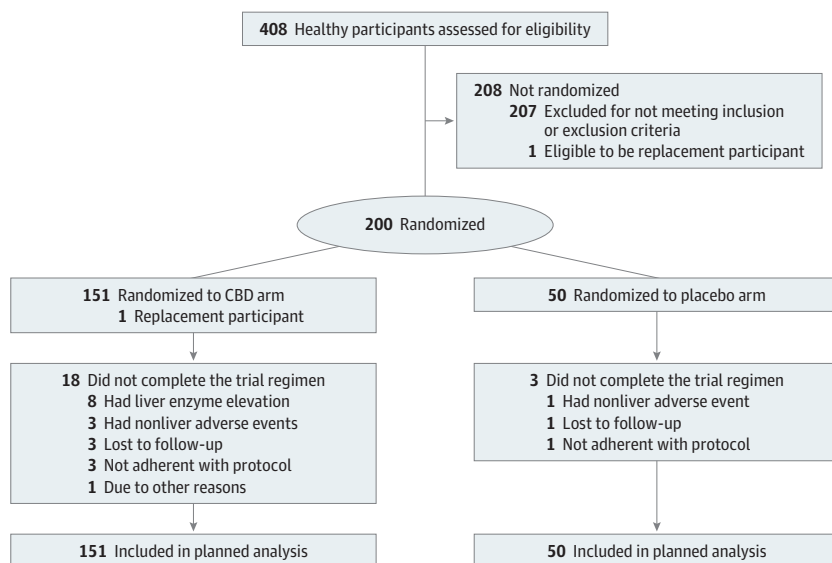 408 Healthy participants assessed for eligibility
208 Not randomized
207 Excluded for not meeting inclusion
or exclusion criteria
1 Eligible to be replacement participant
200 Randomized
151 Randomized to CBD arm
1 Replacement participant
50 Randomized to placebo arm
18 Did not complete the trial regimen
8 Had liver enzyme elevation
3 Had nonliver adverse events
3 Lost to follow-up
3 Not adherent with protocol
1 Due to other reasons
3 Did not complete the trial regimen
1 Had nonliver adverse event
1 Lost to follow-up
1 Not adherent with protocol
151 Included in planned analysis
50 Included in planned analysis